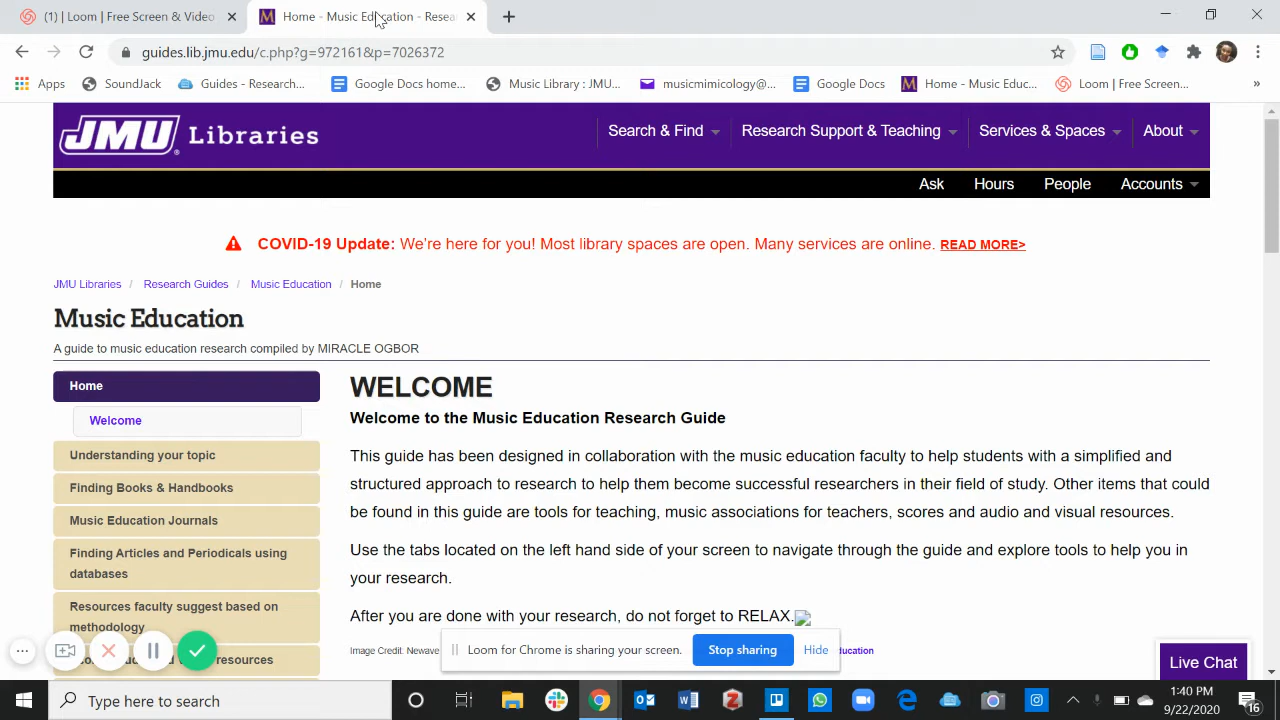 (1) Loom | Free Screen & Video
Home - Music Education - Resea
guides.lib.jmu.edu/c.php?g=972161&p=7026372
Apps
SoundJack
Guides - Research...
Google Docs home...
Music Library : JMU...
musicmimicology@...
Google Docs
Home - Music Educ...
Loom | Free Screen...
»
JMU Libraries
Search & Find
Research Support & Teaching
Services & Spaces
About
Ask
Hours
People
Accounts
COVID-19 Update: We're here for you! Most library spaces are open. Many services are online. READ MORE>
JMU Libraries / Research Guides / Music Education / Home
Music Education
A guide to music education research compiled by MIRACLE OGBOR
Home
Welcome
Understanding your topic
Finding Books & Handbooks
Music Education Journals
Finding Articles and Periodicals using
databases
Resources faculty suggest based on
methodology
resources
WELCOME
Welcome to the Music Education Research Guide
This guide has been designed in collaboration with the music education faculty to help students with a simplified and
structured approach to research to help them become successful researchers in their field of study. Other items that could
be found in this guide are tools for teaching, music associations for teachers, scores and audio and visual resources.
Use the tabs located on the left hand side of your screen to navigate through the guide and explore tools to help you in
your research.
After you are done with your research, do not forget to RELAX.
Image Credit. Newave
ducation
Loom for Chrome is sharing your screen.
Stop sharing
Hide
Live Chat
Type here to search
1:40 PM
9/22/2020
16